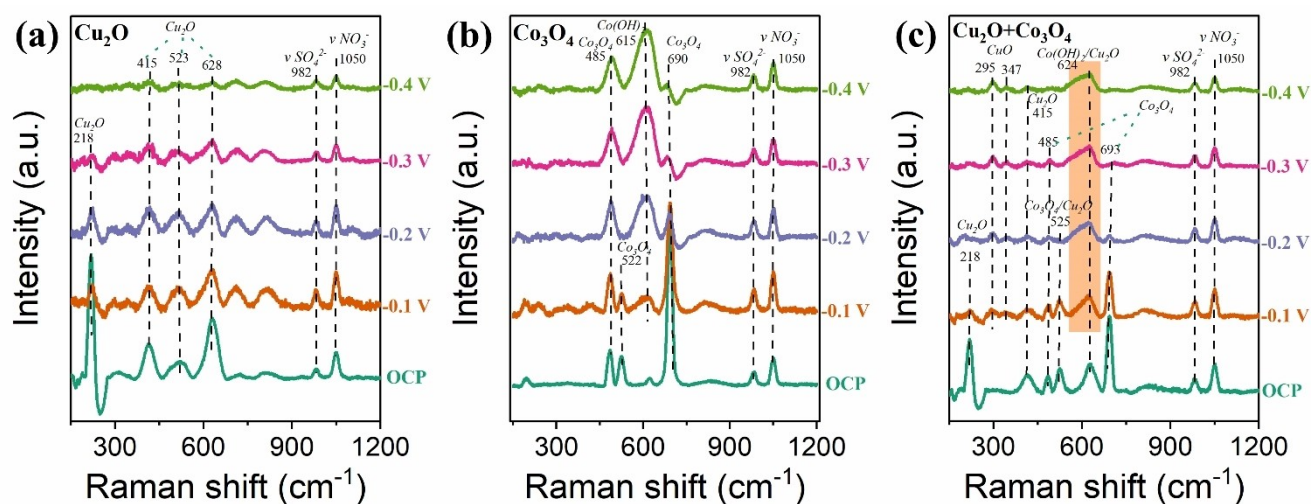 (a) Cu₂O
Cu₂O
415 523 628
ν SO₄²⁻
982
ν NO₃⁻
1050
-0.4 V
Cu₂O
218
-0.3 V
-0.2 V
-0.1 V
OCP
Intensity (a.u.)
300 600 900 1200
Raman shift (cm⁻¹)
(b) Co₃O₄
Co(OH)₂
615
Co₃O₄
485
Co₃O₄
690
ν SO₄²⁻
982
ν NO₃⁻
1050
-0.4 V
-0.3 V
-0.2 V
Co₃O₄
522
-0.1 V
OCP
Intensity (a.u.)
300 600 900 1200
Raman shift (cm⁻¹)
(c) Cu₂O+Co₃O₄
CuO
295 347
Co(OH)₂/Cu₂O
624
ν SO₄²⁻
982
ν NO₃⁻
1050
-0.4 V
Cu₂O
415
Co₃O₄
485
693
-0.3 V
Co₃O₄/Cu₂O
525
-0.2 V
Cu₂O
218
-0.1 V
OCP
Intensity (a.u.)
300 600 900 1200
Raman shift (cm⁻¹)